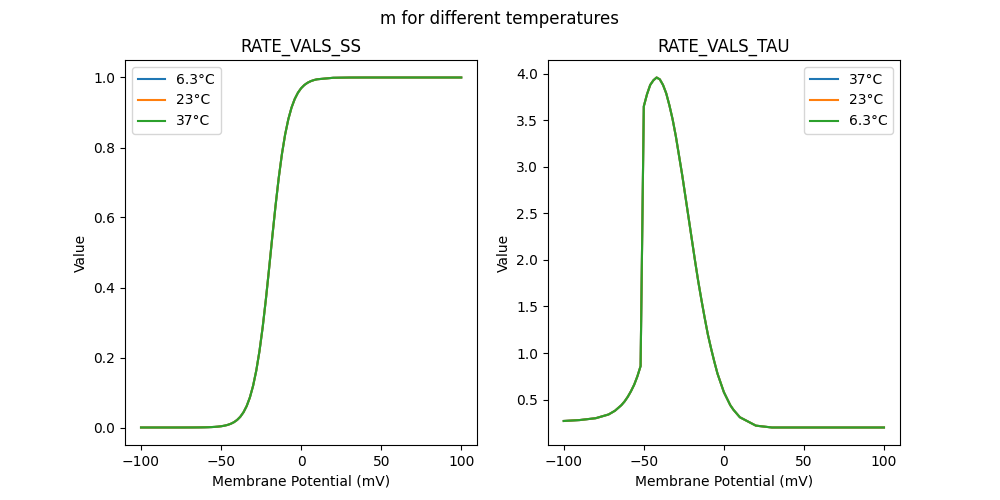 m for different temperatures
RATE_VALS_SS
RATE_VALS_TAU
Value
1.0
0.8
0.6
0.4
0.2
0.0
6.3°C
23°C
37°C
−100
−50
0
50
100
Membrane Potential (mV)
Value
4.0
3.5
3.0
2.5
2.0
1.5
1.0
0.5
37°C
23°C
6.3°C
−100
−50
0
50
100
Membrane Potential (mV)